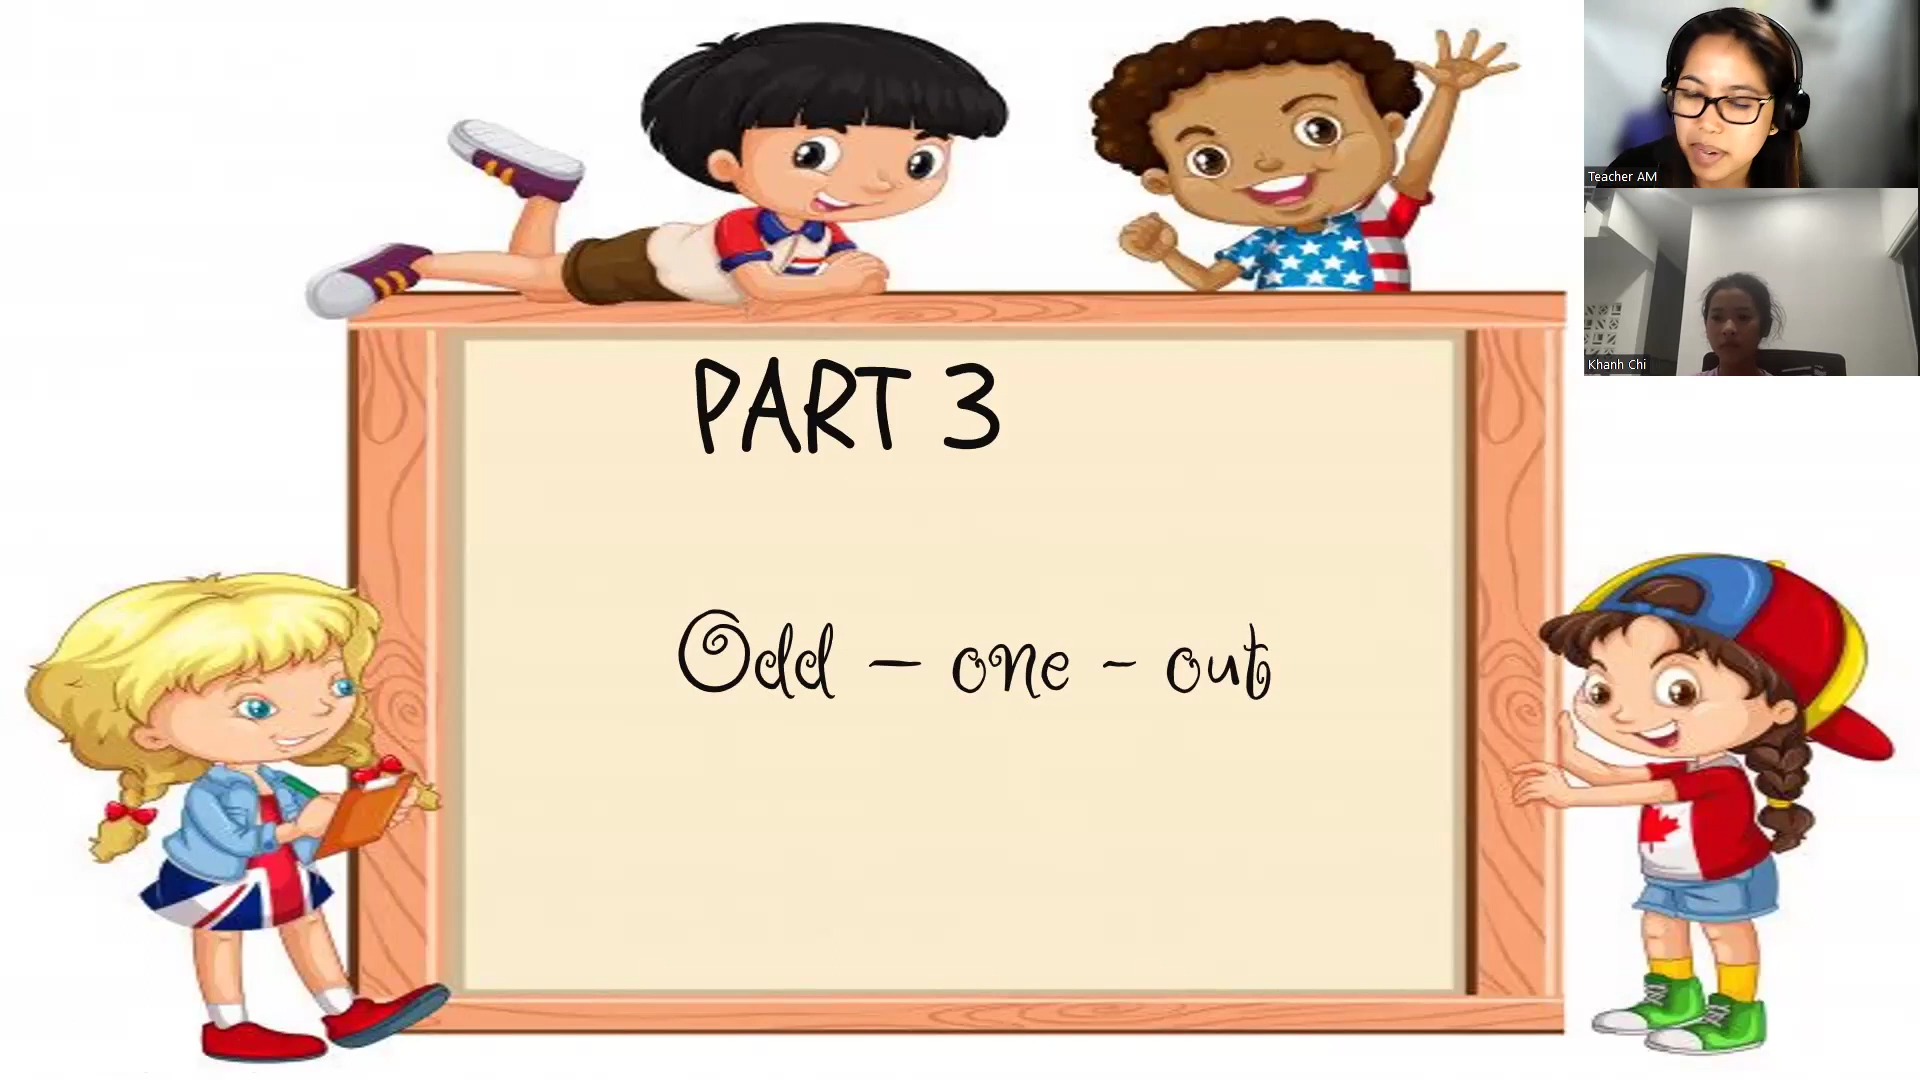 PART 3
Odd – one - out
Teacher AM
Khanh Chi